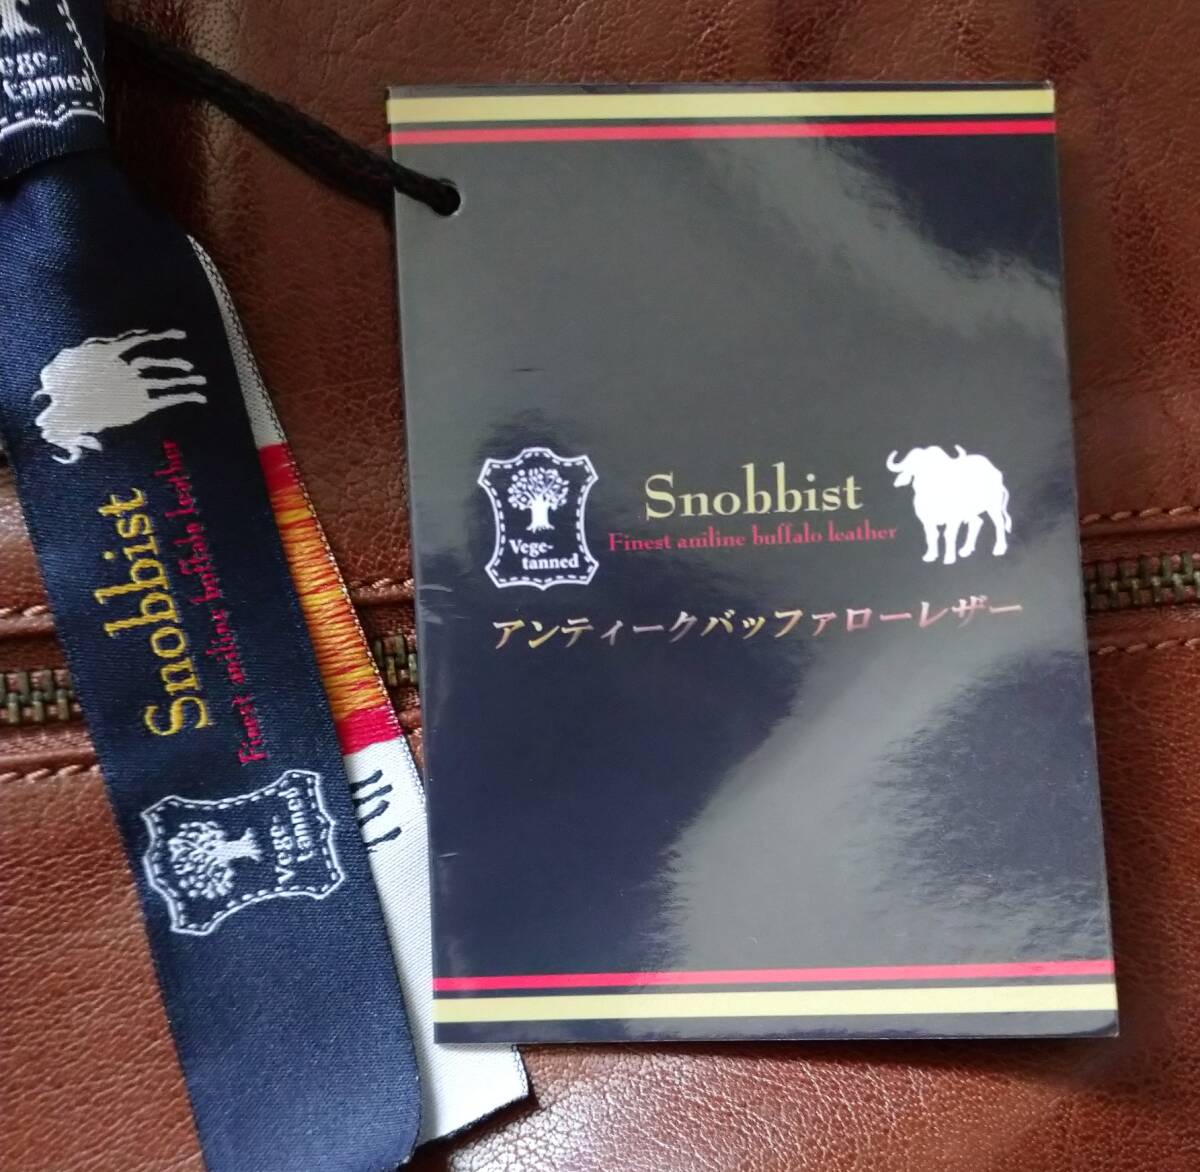 ege-
tanned
Snobbist
Finest aniline buffalo leather
Vege-
tanned
Vege-
tanned
Snobbist
Finest aniline buffalo leather
アンティークバッファローレザー